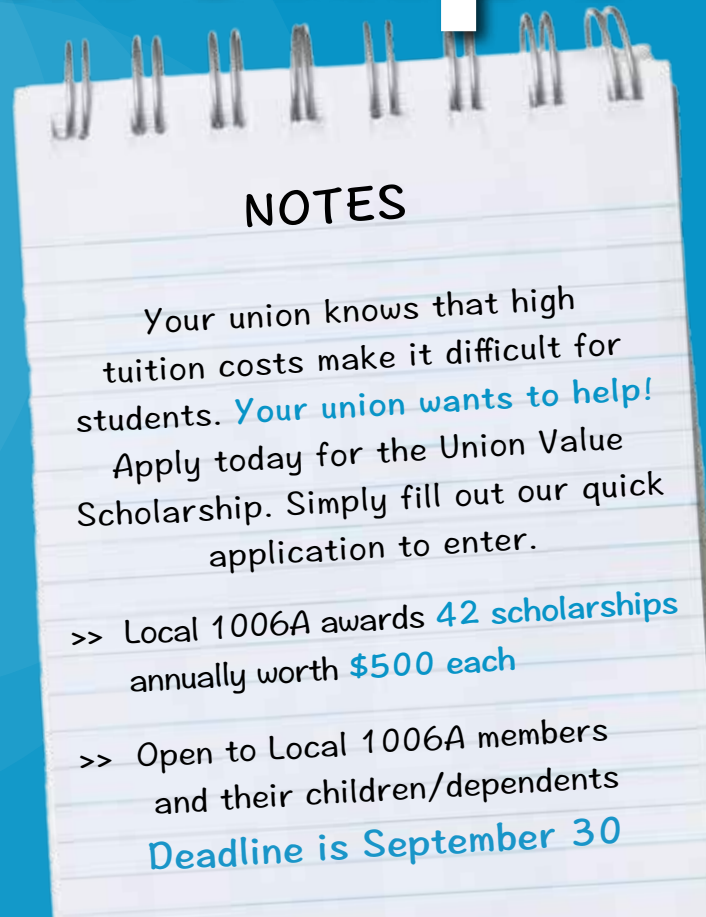 NOTES
Your union knows that high
tuition costs make it difficult for
students. Your union wants to help!
Apply today for the Union Value
Scholarship. Simply fill out our quick
application to enter.
>> Local 1006A awards 42 scholarships
annually worth $500 each
>> Open to Local 1006A members
and their children/dependents
Deadline is September 30